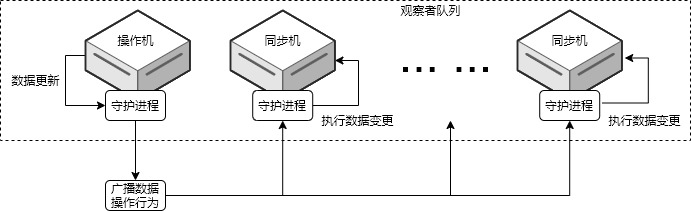 观察者队列
操作机
同步机
同步机
数据更新
守护进程
守护进程
守护进程
执行数据变更
执行数据变更
... ...
广播数据
操作行为